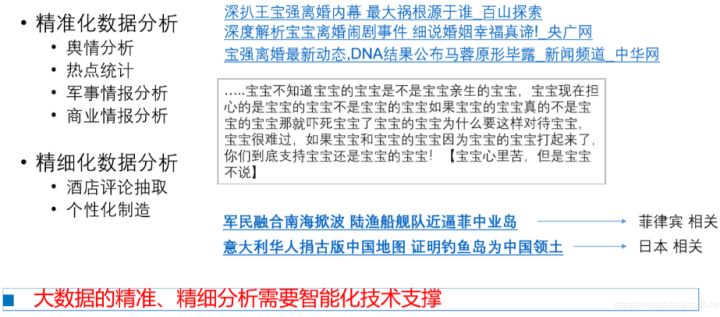 • 精准化数据分析
• 舆情分析
• 热点统计
• 军事情报分析
• 商业情报分析
• 精细化数据分析
• 酒店评论抽取
• 个性化制造
深扒王宝强离婚内幕 最大祸根源于谁_百山探索
深度解析宝宝离婚闹剧事件 细说婚姻幸福真谛!_央广网
宝强离婚最新动态,DNA结果公布马蓉原形毕露_新闻频道_中华网
…..宝宝不知道宝宝的宝宝是不是宝宝亲生的宝宝，宝宝现在担
心的是宝宝的宝宝不是宝宝的宝宝如果宝宝的宝宝真的不是宝
宝的宝宝那就吓死宝宝了宝宝的宝宝为什么要这样对待宝宝，
宝宝很难过，如果宝宝和宝宝的宝宝因为宝宝的宝宝打起来了，
你们到底支持宝宝还是宝宝的宝宝！【宝宝心里苦，但是宝宝
不说】
军民融合南海掀波 陆渔船舰队近逼菲中业岛 菲律宾 相关
意大利华人捐古版中国地图 证明钓鱼岛为中国领土 日本 相关
大数据的精准、精细分析需要智能化技术支撑